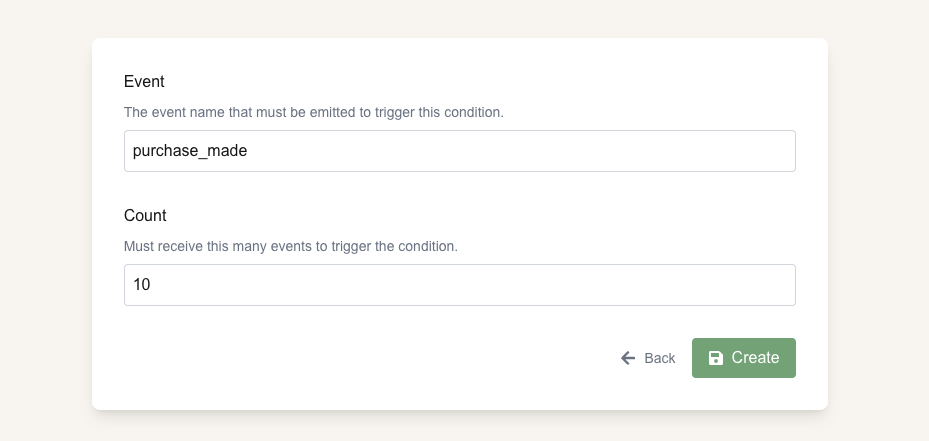 Event
The event name that must be emitted to trigger this condition.
purchase_made
Count
Must receive this many events to trigger the condition.
10
Back
Create